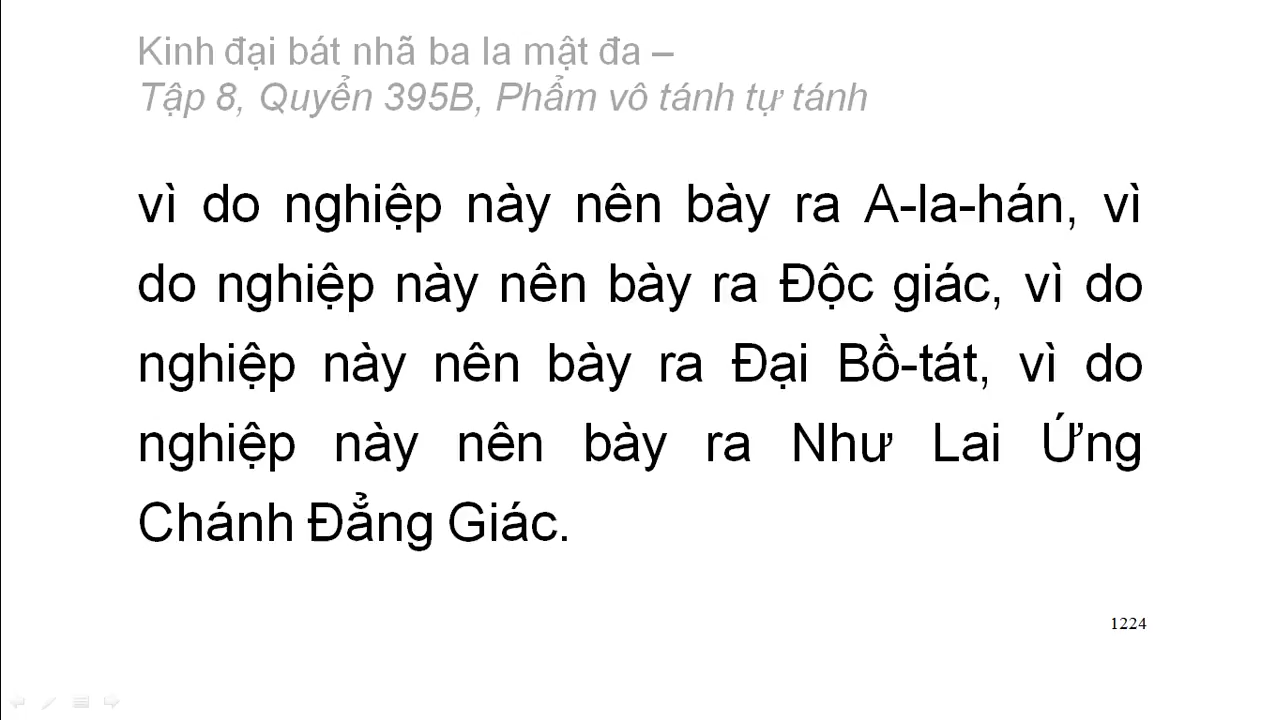 Kinh đại bát nhã ba la mật đa –
Tập 8, Quyển 395B, Phẩm vô tánh tự tánh
vì do nghiệp này nên bày ra A-la-hán, vì
do nghiệp này nên bày ra Độc giác, vì do
nghiệp này nên bày ra Đại Bồ-tát, vì do
nghiệp này nên bày ra Như Lai Ứng
Chánh Đẳng Giác.
1224